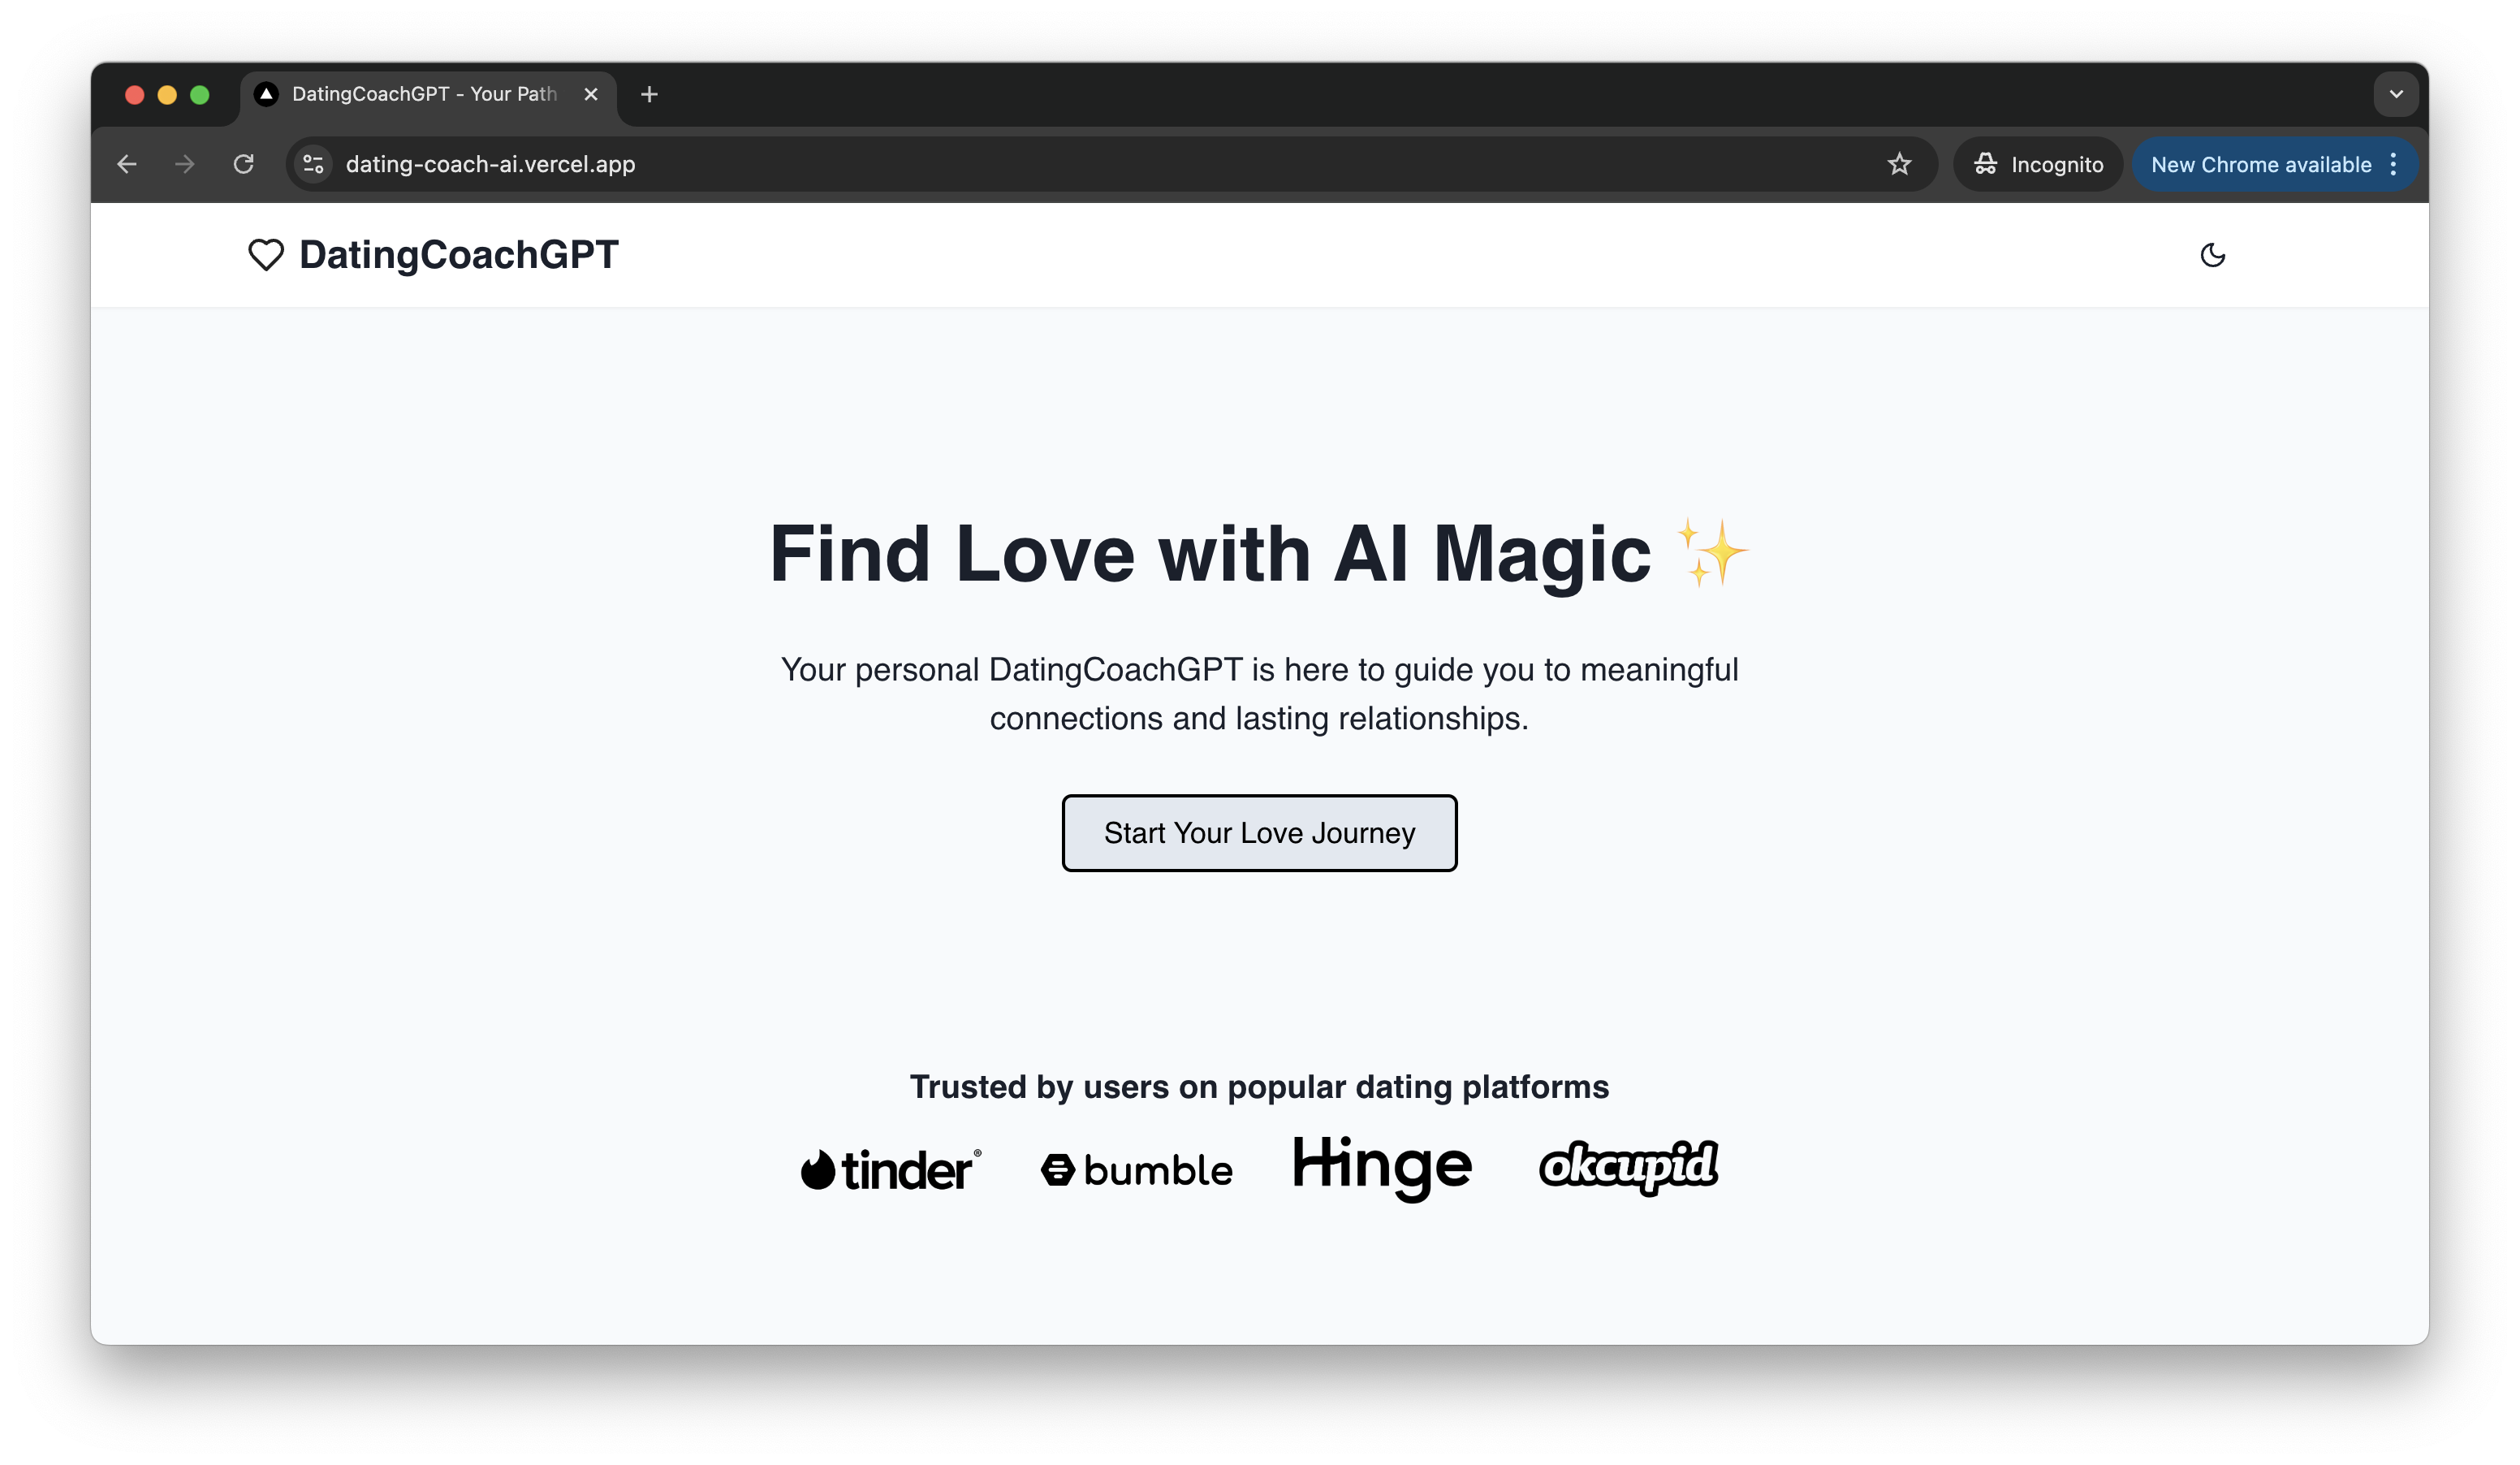 DatingCoachGPT - Your Path
dating-coach-ai.vercel.app
Incognito
New Chrome available
DatingCoachGPT
Find Love with AI Magic ✨
Your personal DatingCoachGPT is here to guide you to meaningful
connections and lasting relationships.
Start Your Love Journey
Trusted by users on popular dating platforms
tinder®
bumble
Hinge
okcupid